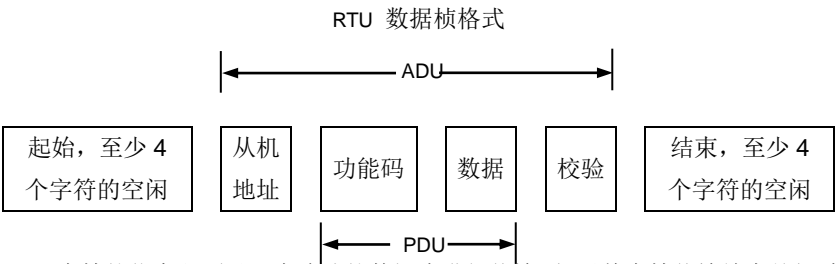 RTU 数据桢格式
ADU
起始，至少 4
个字符的空闲
从机
地址
功能码
数据
校验
结束，至少 4
个字符的空闲
PDU